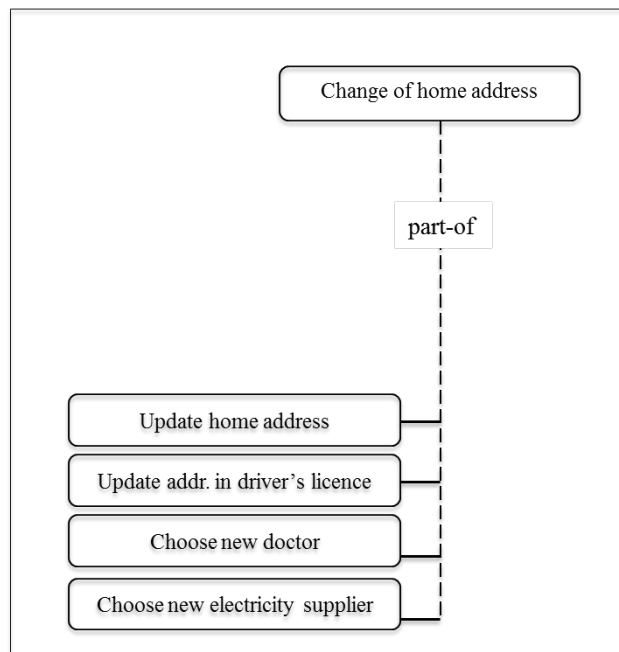 Change of home address
part-of
Update home address
Update addr. in driver’s licence
Choose new doctor
Choose new electricity supplier